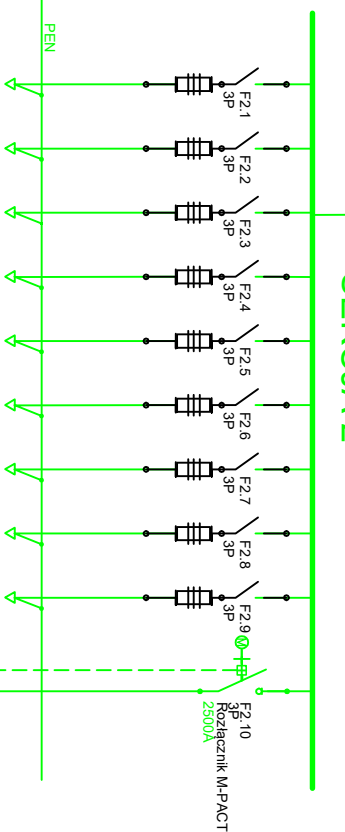 PEN
F2.1
3P
F2.2
3P
F2.3
3P
F2.4
3P
F2.5
3P
F2.6
3P
F2.7
3P
F2.8
3P
F2.9
3P
M
F2.10
3P
Rozłącznik M-PACT
2500A